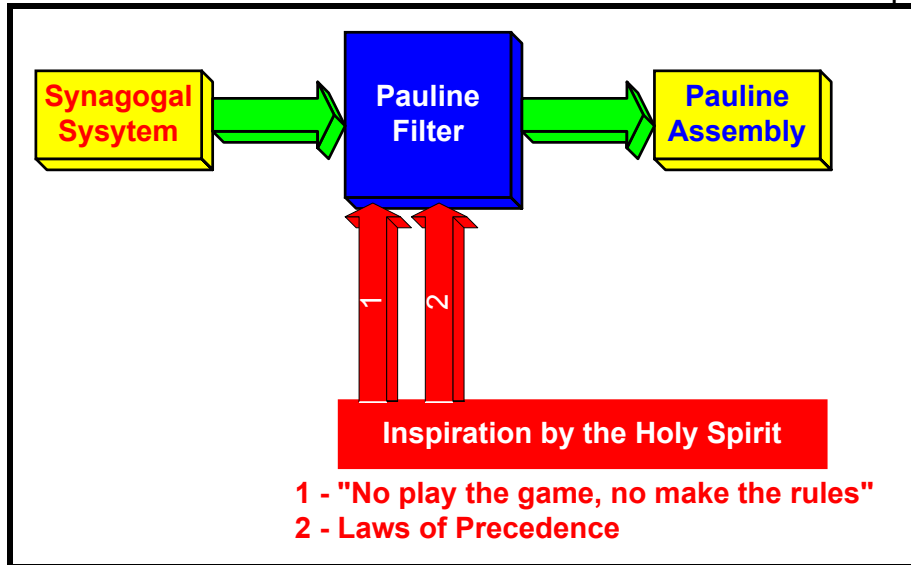 Synagogal
Sysytem
Pauline
Filter
Pauline
Assembly
1
2
Inspiration by the Holy Spirit
1 - "No play the game, no make the rules"
2 - Laws of Precedence